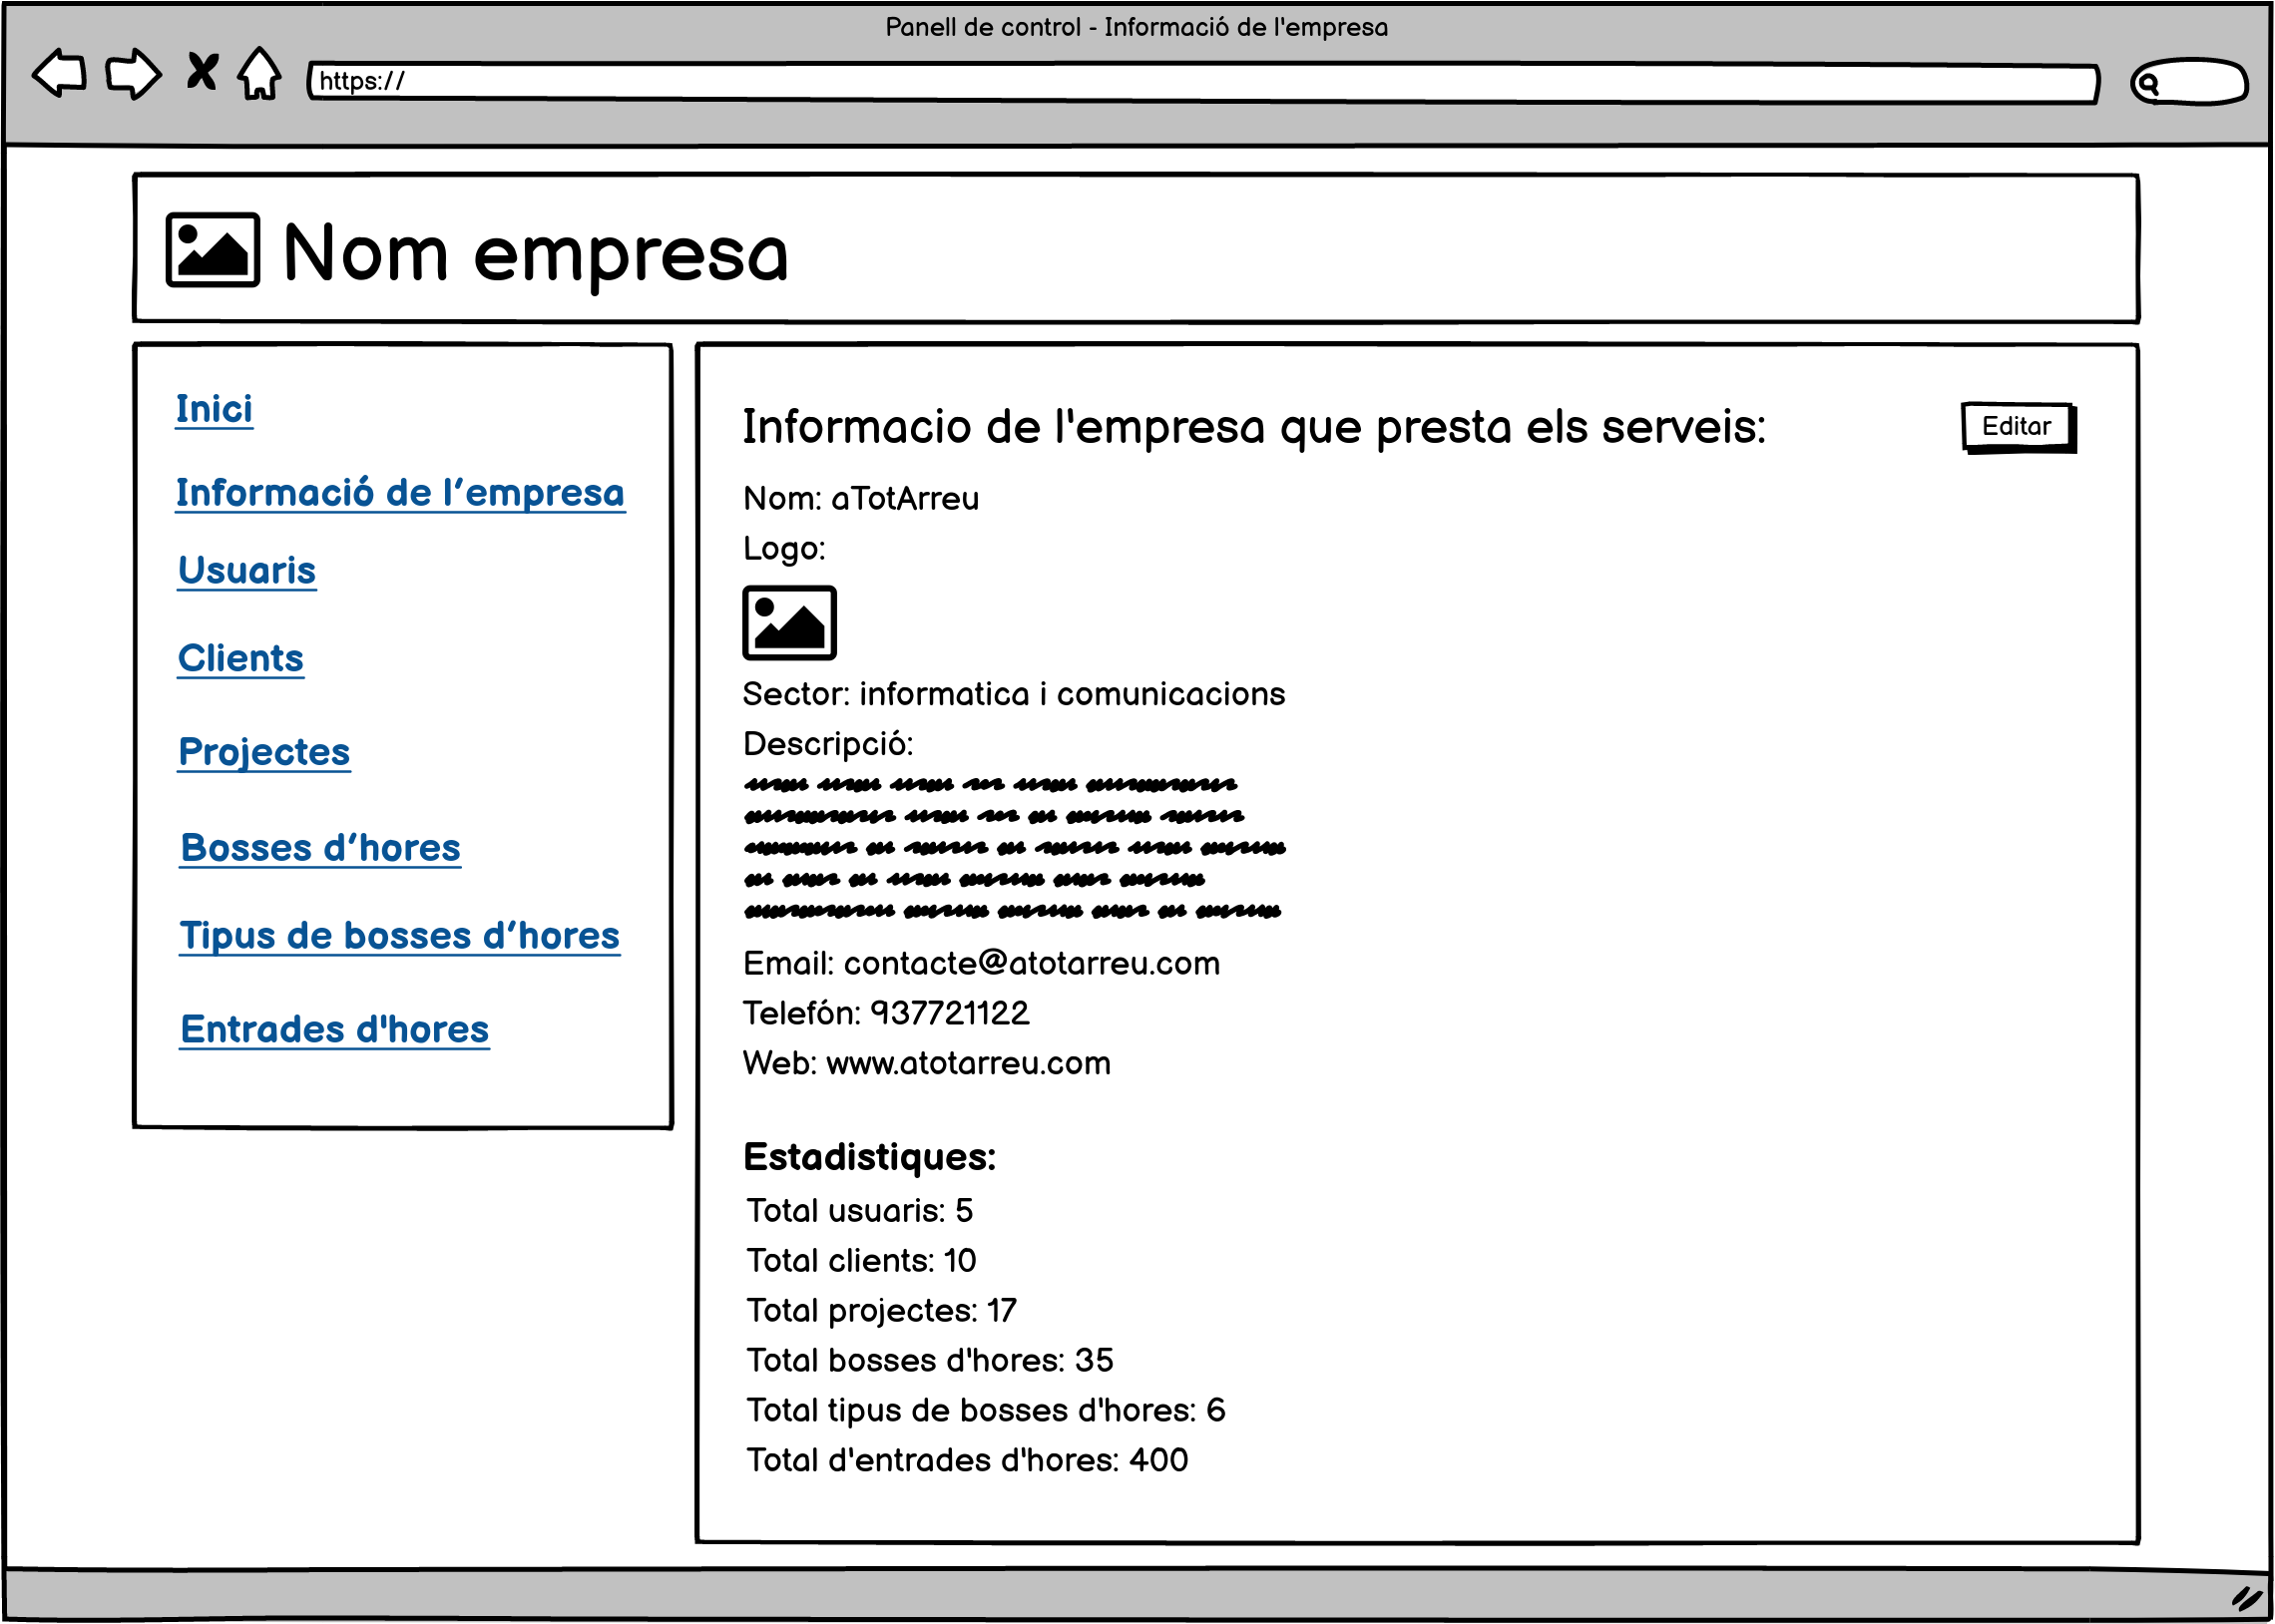 Panell de control - Informació de l'empresa
https://
Nom empresa
Inici
Informació de l’empresa
Usuaris
Clients
Projectes
Bosses d’hores
Tipus de bosses d’hores
Entrades d'hores
Informacio de l'empresa que presta els serveis:
Editar
Nom: aTotArreu
Logo:
Sector: informatica i comunicacions
Descripció:
Email: contacte@atotarreu.com
Telefón: 937721122
Web: www.atotarreu.com
Estadistiques:
Total usuaris: 5
Total clients: 10
Total projectes: 17
Total bosses d'hores: 35
Total tipus de bosses d'hores: 6
Total d'entrades d'hores: 400